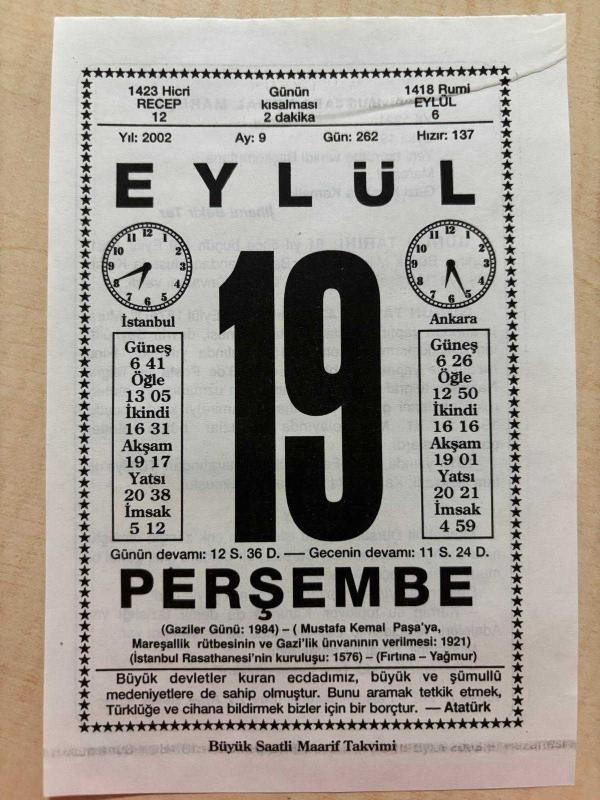 1423 Hicri
RECEP
12
Günün
kısalması
2 dakika
1418 Rumi
EYLÜL
6
Yıl: 2002 Ay: 9 Gün: 262 Hızır: 137
EYLÜL
İstanbul
Güneş
6 41
Öğle
13 05
İkindi
16 31
Akşam
19 17
Yatsı
20 38
İmsak
5 12
19
Ankara
Güneş
6 26
Öğle
12 50
İkindi
16 16
Akşam
19 01
Yatsı
20 21
İmsak
4 59
Günün devamı: 12 S. 36 D. — Gecenin devamı: 11 S. 24 D.
PERŞEMBE
(Gaziler Günü: 1984) – ( Mustafa Kemal Paşa'ya,
Mareşallik rütbesinin ve Gazi'lik ünvanının verilmesi: 1921)
(İstanbul Rasathanesi'nin kuruluşu: 1576) – (Fırtına – Yağmur)
Büyük devletler kuran ecdadımız, büyük ve şümullü
medeniyetlere de sahip olmuştur. Bunu aramak tetkik etmek,
Türklüğe ve cihana bildirmek bizler için bir borçtur. — Atatürk
Büyük Saatli Maarif Takvimi